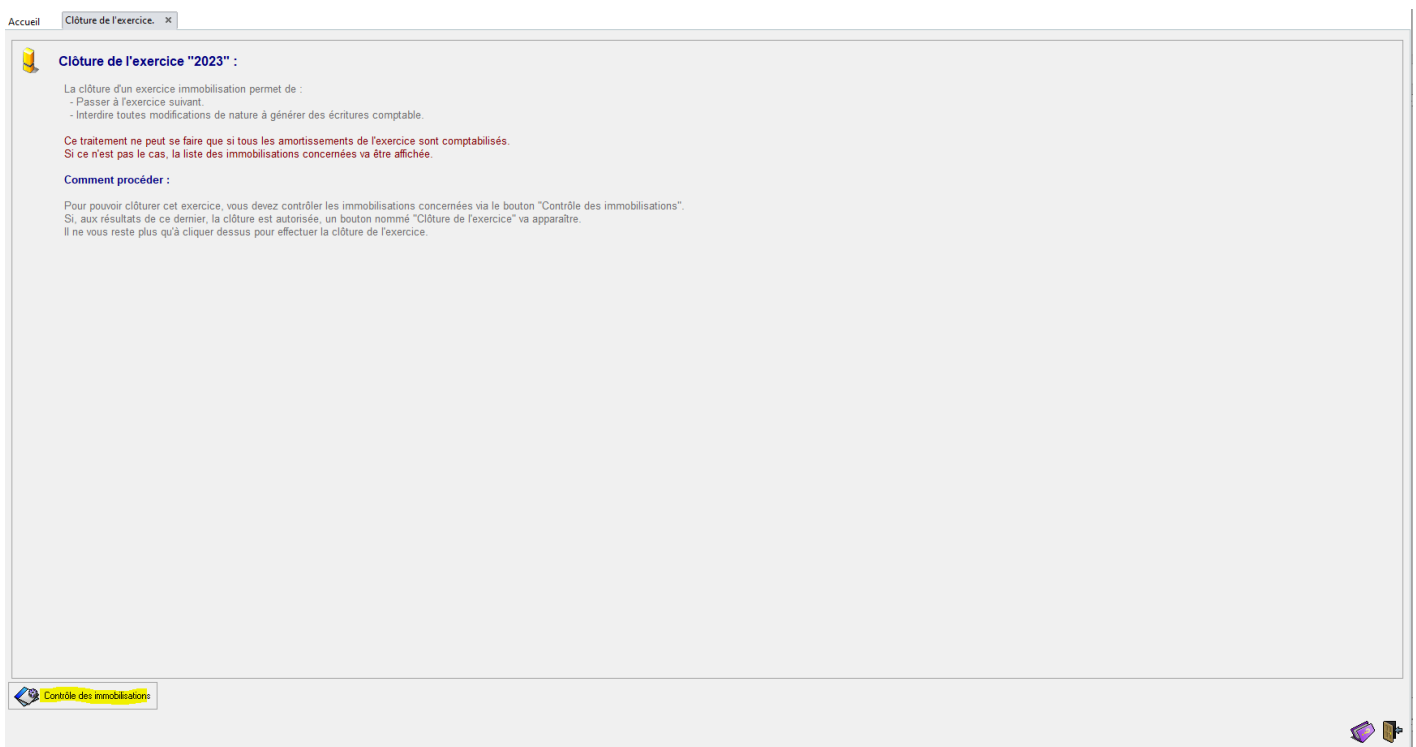 Accueil
Clôture de l'exercice. ×
Clôture de l'exercice "2023" :
La clôture d'un exercice immobilisation permet de :
- Passer à l'exercice suivant.
- Interdire toutes modifications de nature à générer des écritures comptable.
Ce traitement ne peut se faire que si tous les amortissements de l'exercice sont comptabilisés.
Si ce n'est pas le cas, la liste des immobilisations concernées va être affichée.
Comment procéder :
Pour pouvoir clôturer cet exercice, vous devez contrôler les immobilisations concernées via le bouton "Contrôle des immobilisations".
Si, aux résultats de ce dernier, la clôture est autorisée, un bouton nommé "Clôture de l'exercice" va apparaître.
Il ne vous reste plus qu'à cliquer dessus pour effectuer la clôture de l'exercice.
Contrôle des immobilisations